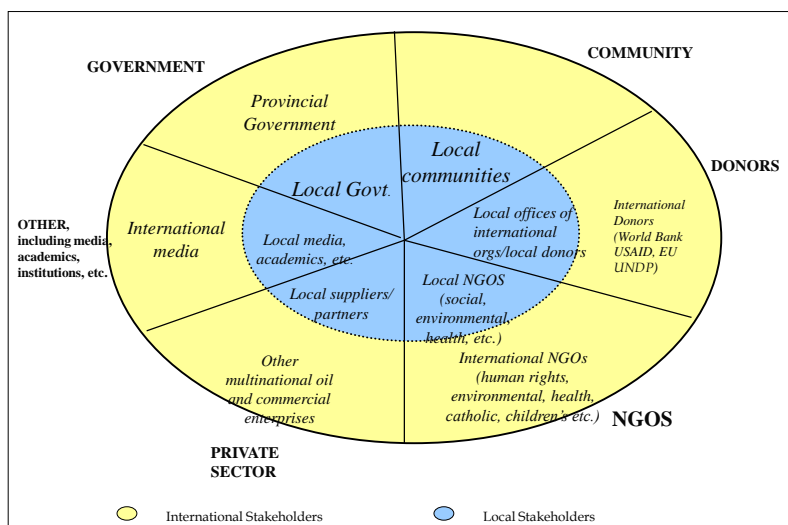 GOVERNMENT
COMMUNITY
Provincial
Government
Local
communities
DONORS
Local Govt.
OTHER,
including media,
academics,
institutions, etc.
International
media
Local media,
academics, etc.
Local offices of
international
orgs/local donors
International
Donors
(World Bank
USAID, EU
UNDP)
Local suppliers/
partners
Local NGOS
(social,
environmental,
health, etc.)
Other
multinational oil
and commercial
enterprises
International NGOs
(human rights,
environmental, health,
catholic, children's etc.)
NGOS
PRIVATE
SECTOR
International Stakeholders
Local Stakeholders